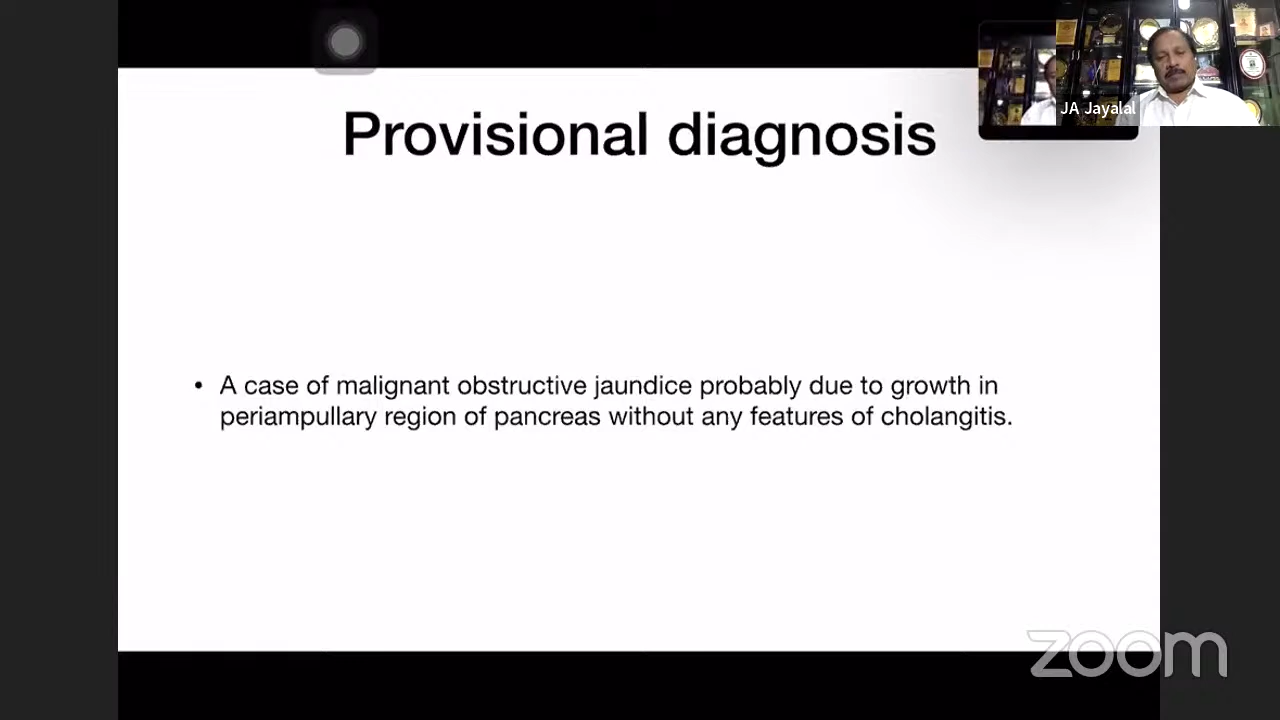 Provisional diagnosis
JA Jayalal
• A case of malignant obstructive jaundice probably due to growth in
periampullary region of pancreas without any features of cholangitis.
zoom